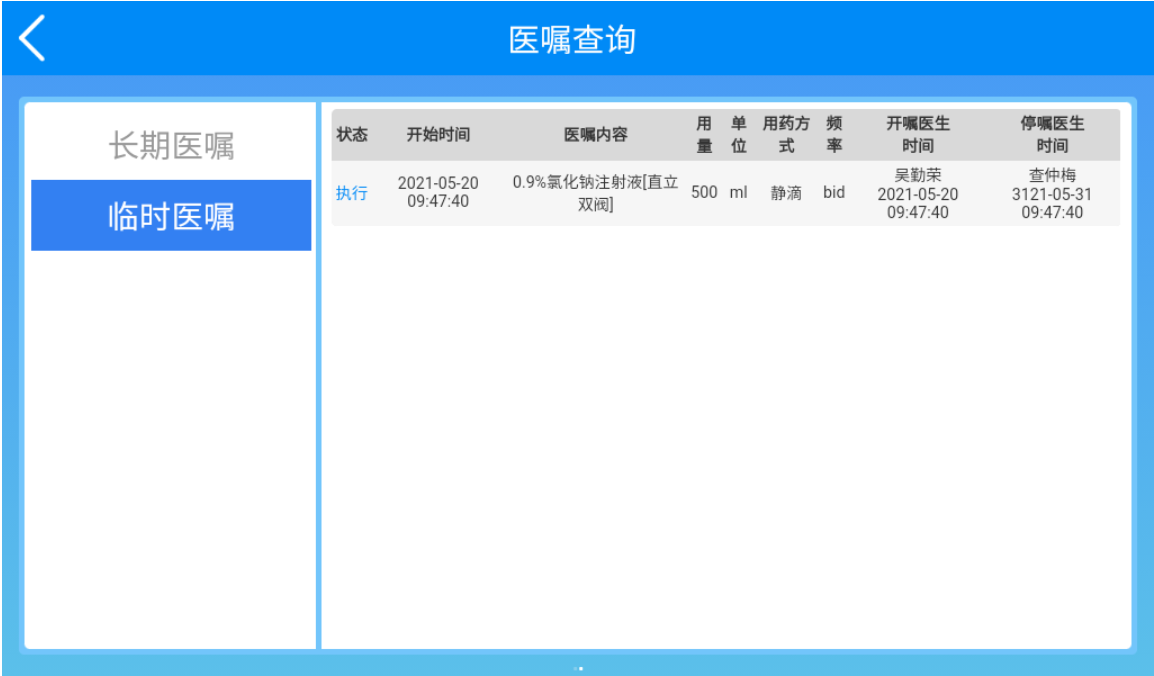 医嘱查询
长期医嘱
临时医嘱
状态 开始时间 医嘱内容 用量 单位 用药方式 频率 开嘱医生时间 停嘱医生时间
执行 2021-05-20 09:47:40 0.9%氯化钠注射液[直立双阀] 500 ml 静滴 bid 吴勤荣 2021-05-20 09:47:40 查仲梅 3121-05-31 09:47:40